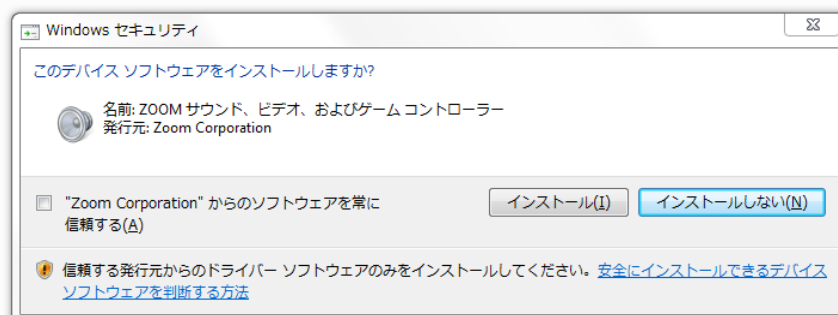 Windows セキュリティ
このデバイス ソフトウェアをインストールしますか?
名前: ZOOM サウンド、ビデオ、およびゲーム コントローラー
発行元: Zoom Corporation
"Zoom Corporation" からのソフトウェアを常に
信頼する(A)
インストール(I)
インストールしない(N)
信頼する発行元からのドライバー ソフトウェアのみをインストールしてください。安全にインストールできるデバイス
ソフトウェアを判断する方法